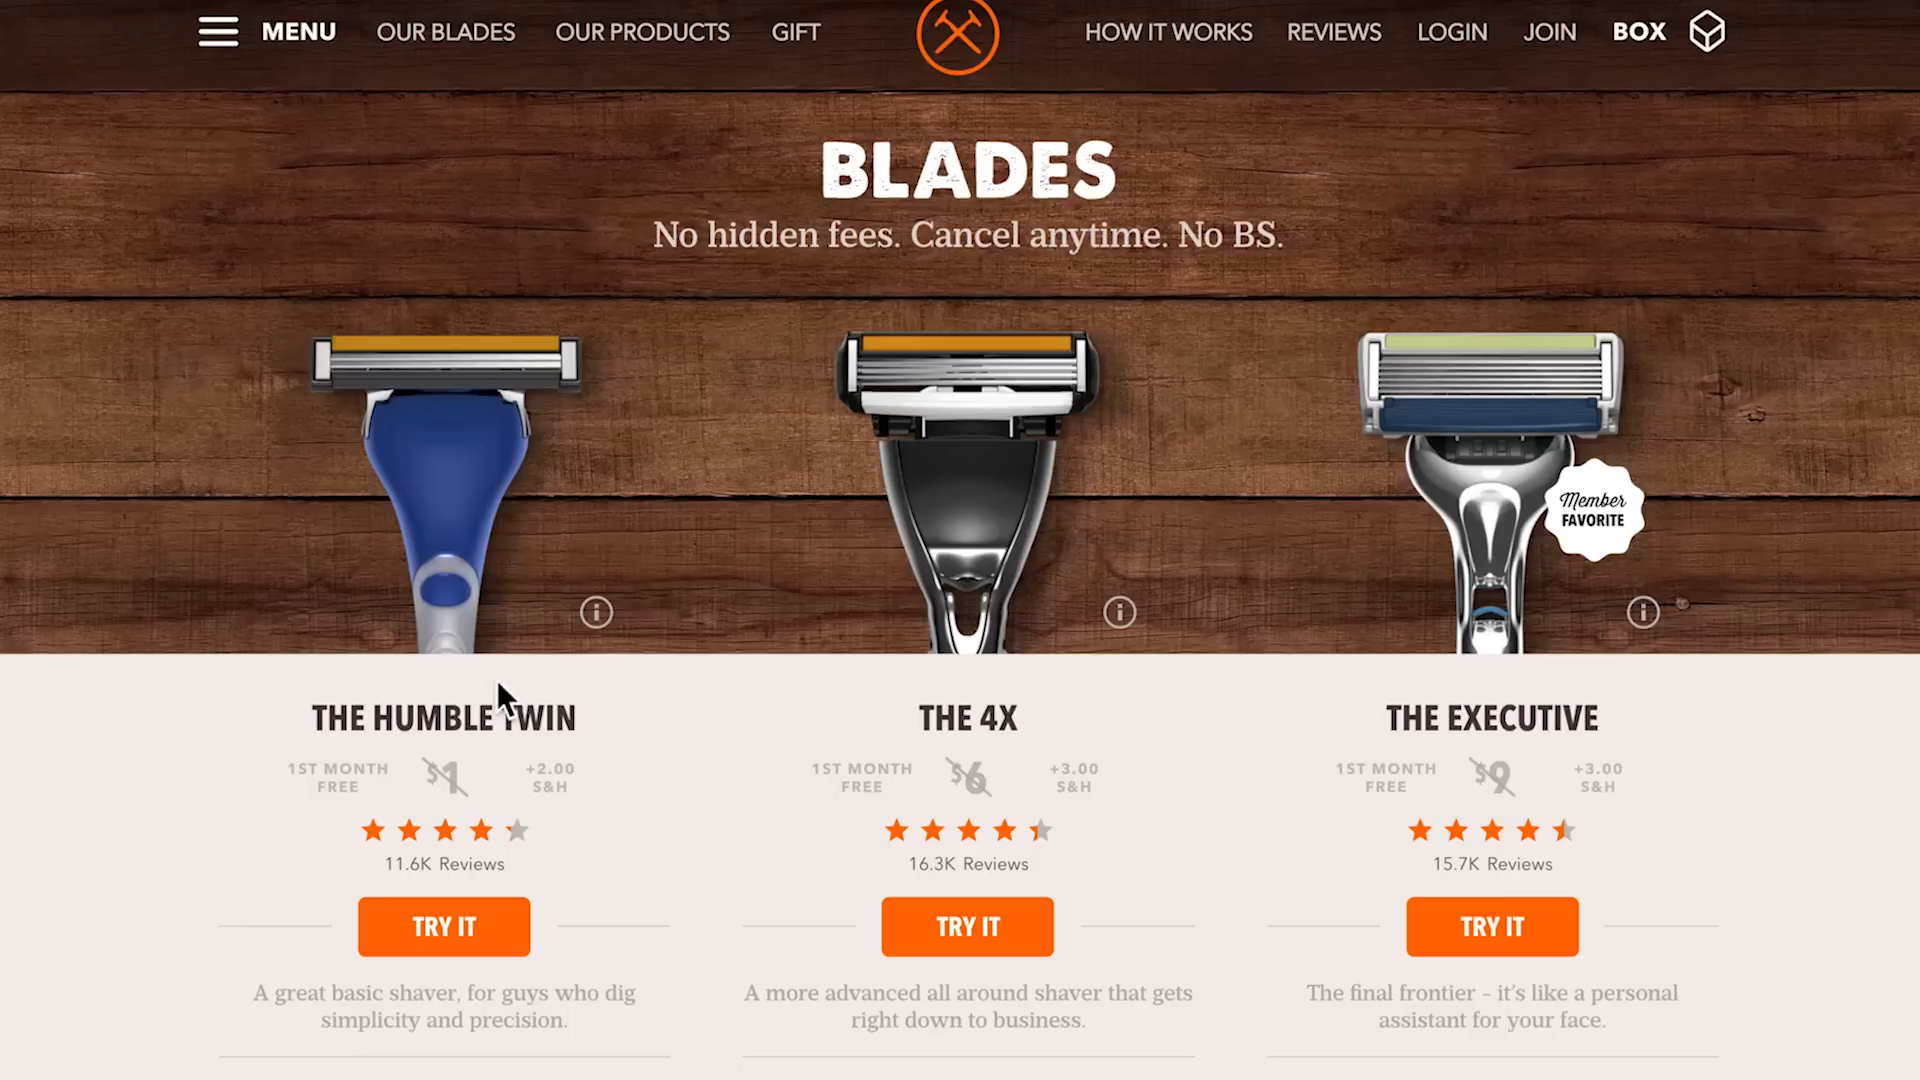 MENU OUR BLADES OUR PRODUCTS GIFT HOW IT WORKS REVIEWS LOGIN JOIN BOX
BLADES
No hidden fees. Cancel anytime. No BS.
Member
FAVORITE
THE HUMBLE TWIN
1ST MONTH
FREE
$1
+2.00
S&H
11.6K Reviews
TRY IT
A great basic shaver, for guys who dig
simplicity and precision.
THE 4X
1ST MONTH
FREE
$6
+3.00
S&H
16.3K Reviews
TRY IT
A more advanced all around shaver that gets
right down to business.
THE EXECUTIVE
1ST MONTH
FREE
$9
+3.00
S&H
15.7K Reviews
TRY IT
The final frontier – it's like a personal
assistant for your face.